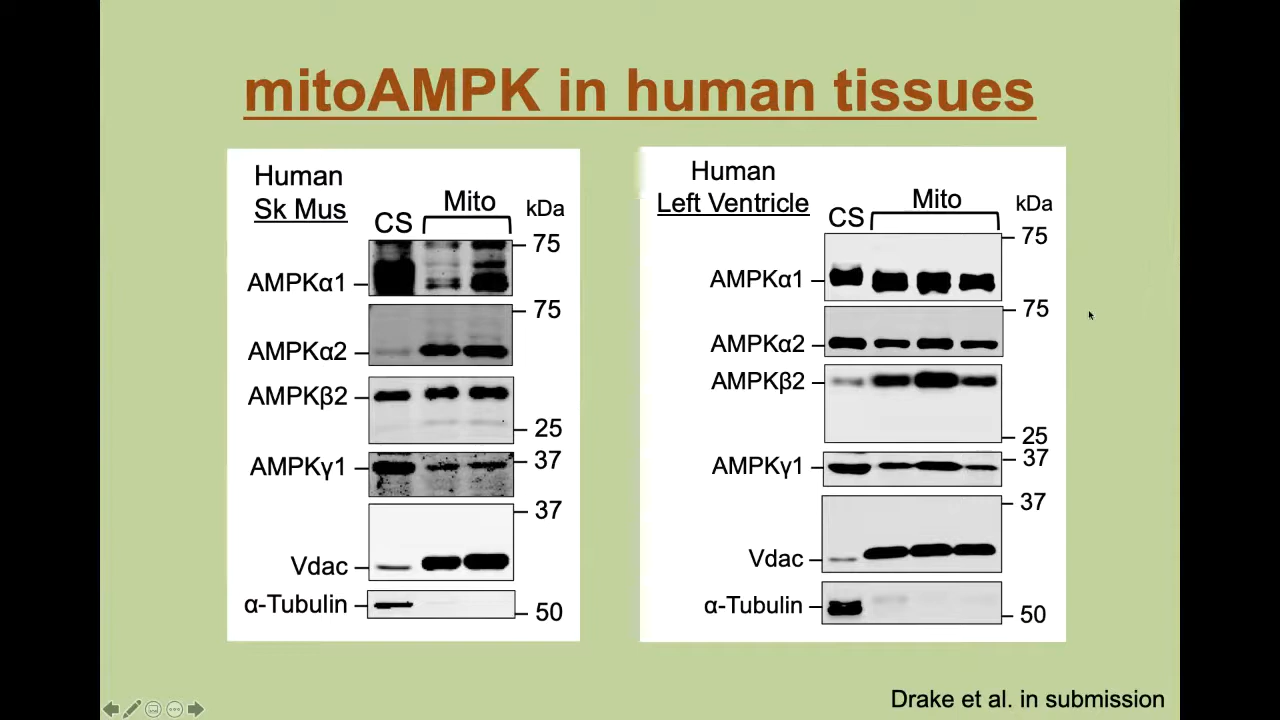 mitoAMPK in human tissues
Human
Sk Mus
CS
Mito
kDa
75
AMPKα1
75
AMPKα2
AMPKβ2
25
AMPKγ1
37
37
Vdac
α-Tubulin
50
Human
Left Ventricle
CS
Mito
kDa
75
AMPKα1
75
AMPKα2
AMPKβ2
25
AMPKγ1
37
37
Vdac
α-Tubulin
50
Drake et al. in submission